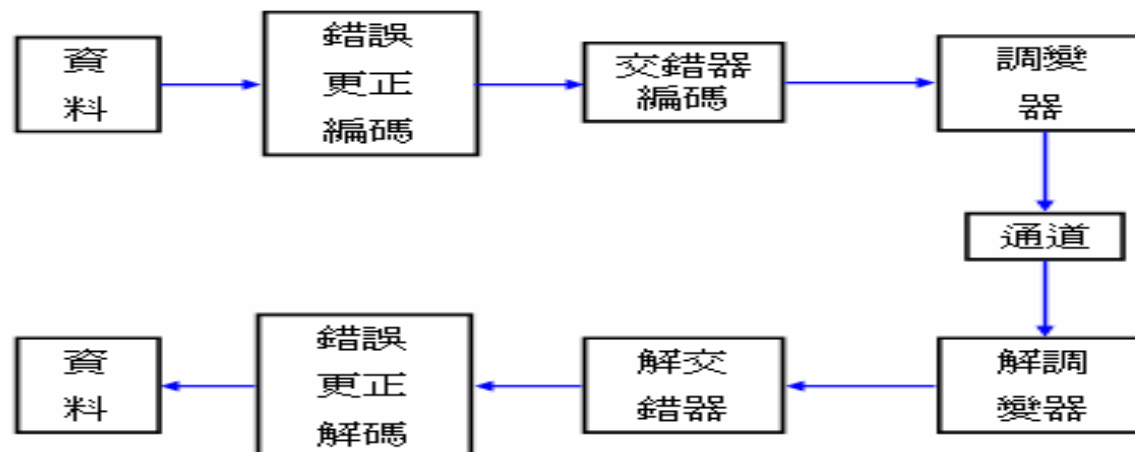 資
料
錯誤
更正
編碼
交錯器
編碼
調變
器
通道
解調
變器
解交
錯器
錯誤
更正
解碼
資
料